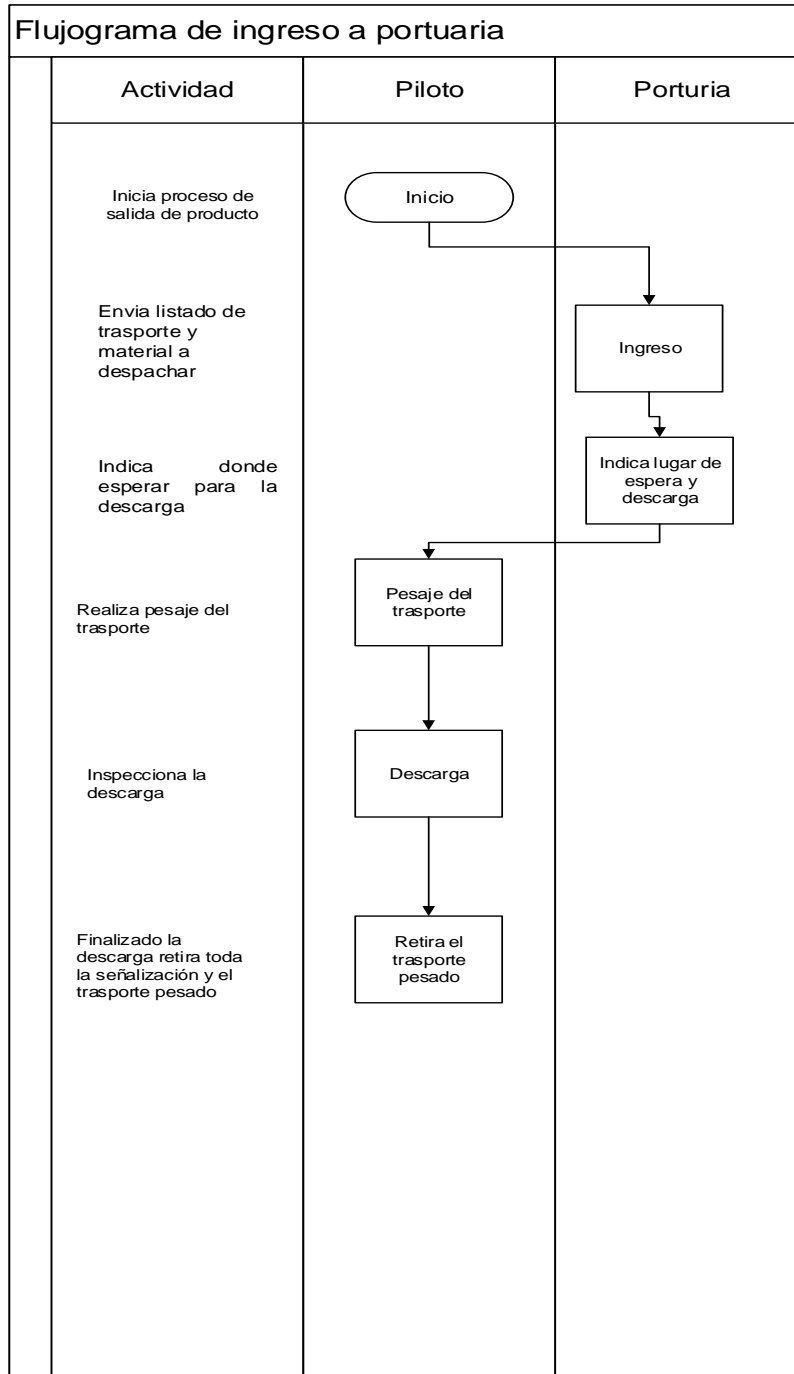 Flujograma de ingreso a portuaria
Actividad
Piloto
Porturia
Inicia proceso de
salida de producto
Inicio
Envia listado de
trasporte y
material a
despachar
Ingreso
Indica donde
esperar para la
descarga
Indica lugar de
espera y
descarga
Realiza pesaje del
trasporte
Pesaje del
trasporte
Inspecciona la
descarga
Descarga
Finalizado la
descarga retira toda
la señalización y el
trasporte pesado
Retira el
trasporte
pesado